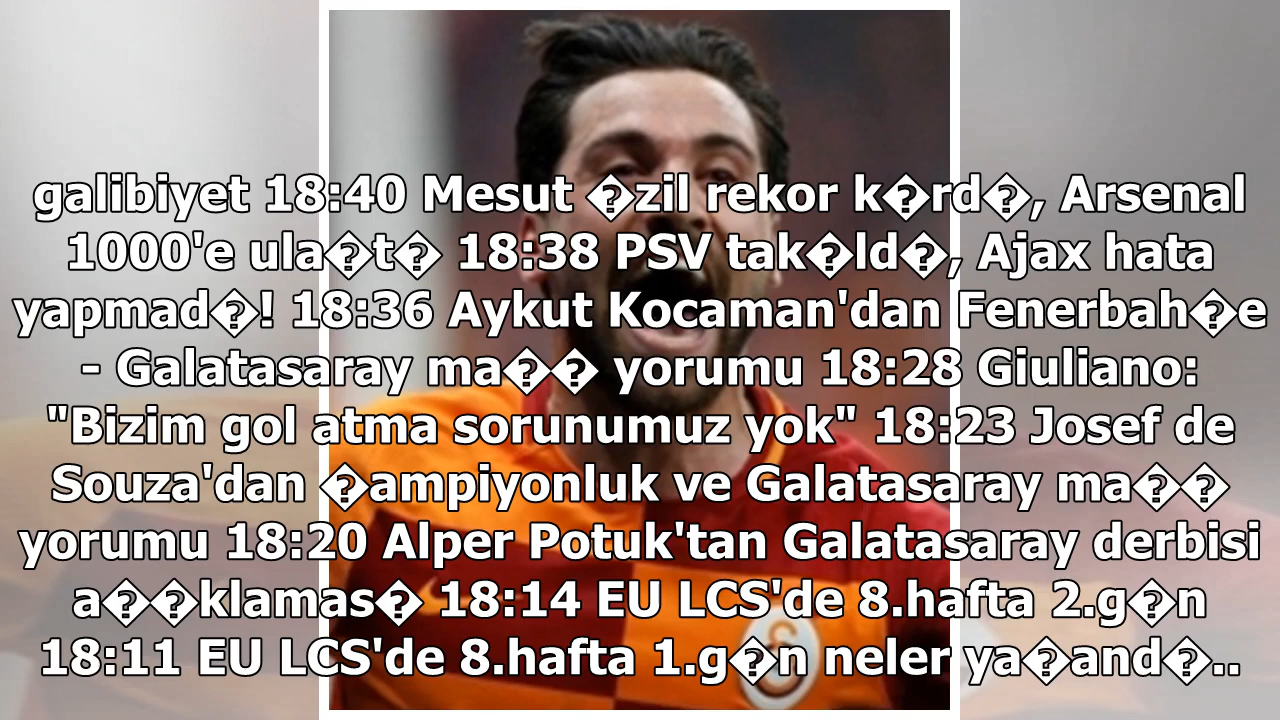 galibiyet 18:40 Mesut �zil rekor k�rd�, Arsenal
1000'e ula�t� 18:38 PSV tak�ld�, Ajax hata
yapmad�! 18:36 Aykut Kocaman'dan Fenerbah�e
- Galatasaray ma�� yorumu 18:28 Giuliano:
"Bizim gol atma sorunumuz yok" 18:23 Josef de
Souza'dan �ampiyonluk ve Galatasaray ma��
yorumu 18:20 Alper Potuk'tan Galatasaray derbisi
a��klamas� 18:14 EU LCS'de 8.hafta 2.g�n
18:11 EU LCS'de 8.hafta 1.g�n neler ya�and�..